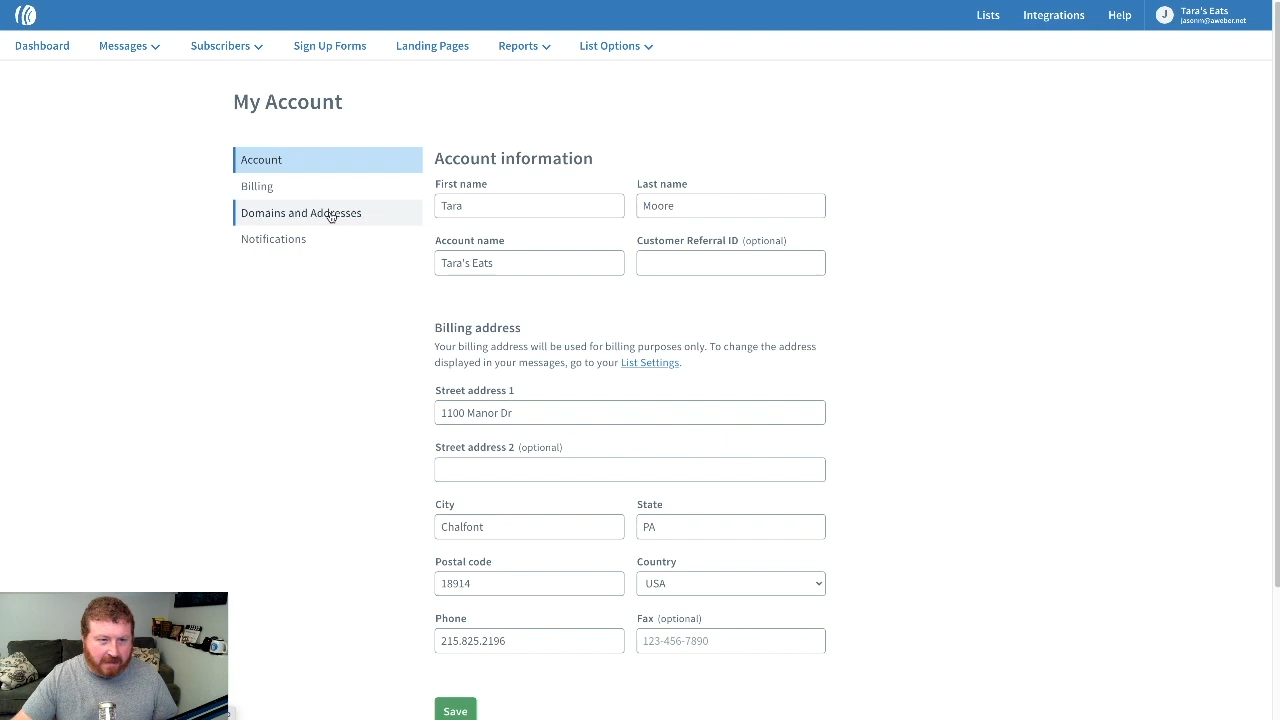 Lists Integrations Help J Tara's Eats
jasonm@aweber.net
Dashboard Messages Subscribers Sign Up Forms Landing Pages Reports List Options
My Account
Account
Billing
Domains and Addresses
Notifications
Account information
First name Last name
Tara Moore
Account name Customer Referral ID (optional)
Tara's Eats
Billing address
Your billing address will be used for billing purposes only. To change the address
displayed in your messages, go to your List Settings.
Street address 1
1100 Manor Dr
Street address 2 (optional)
City State
Chalfont PA
Postal code Country
18914 USA
Phone Fax (optional)
215.825.2196 123-456-7890
Save